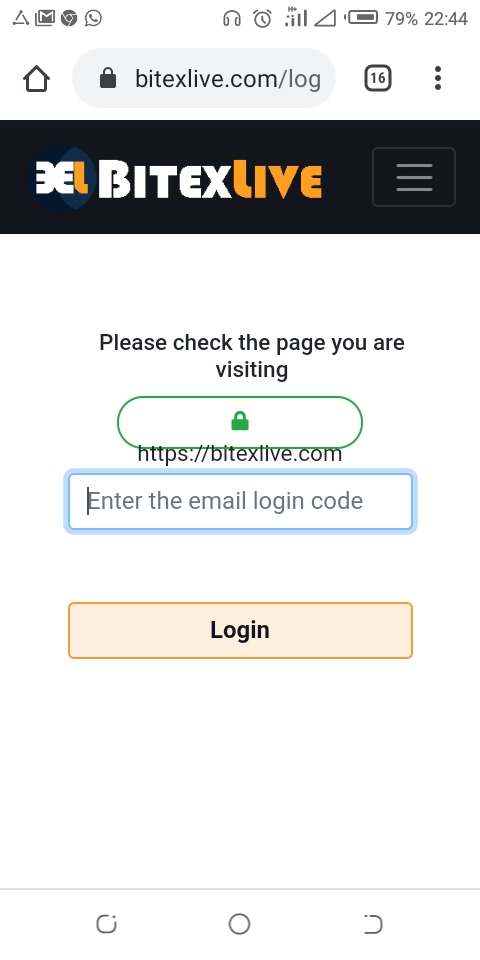 79% 22:44
bitexlive.com/log
16
BITEXLIVE
Please check the page you are
visiting
https://bitexlive.com
Enter the email login code
Login